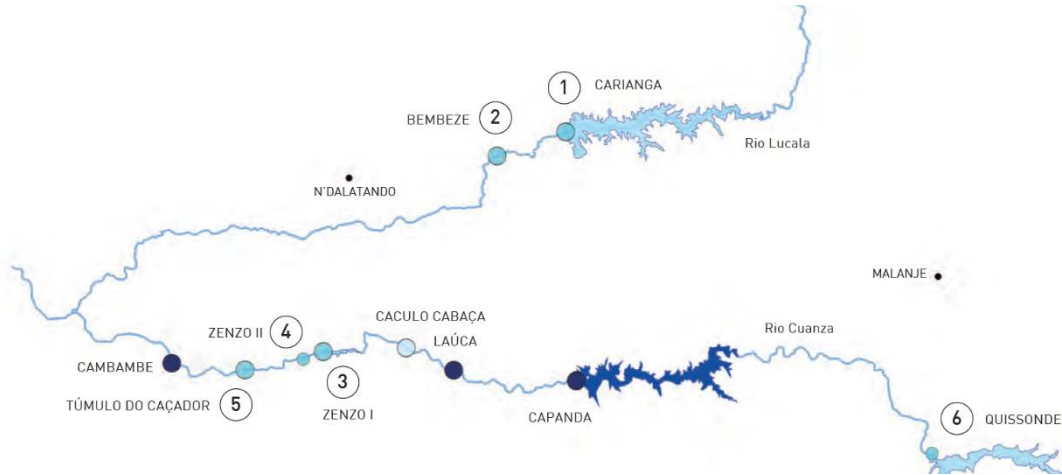 1
CARIANGA
2
BEMBEZE
Rio Lucala
N'DALATANDO
MALANJE
CACULO CABAÇA
ZENZO II
4
LAÚCA
Rio Cuanza
CAMBAMBE
3
TÚMULO DO CAÇADOR
5
ZENZO I
CAPANDA
6
QUISSONDE